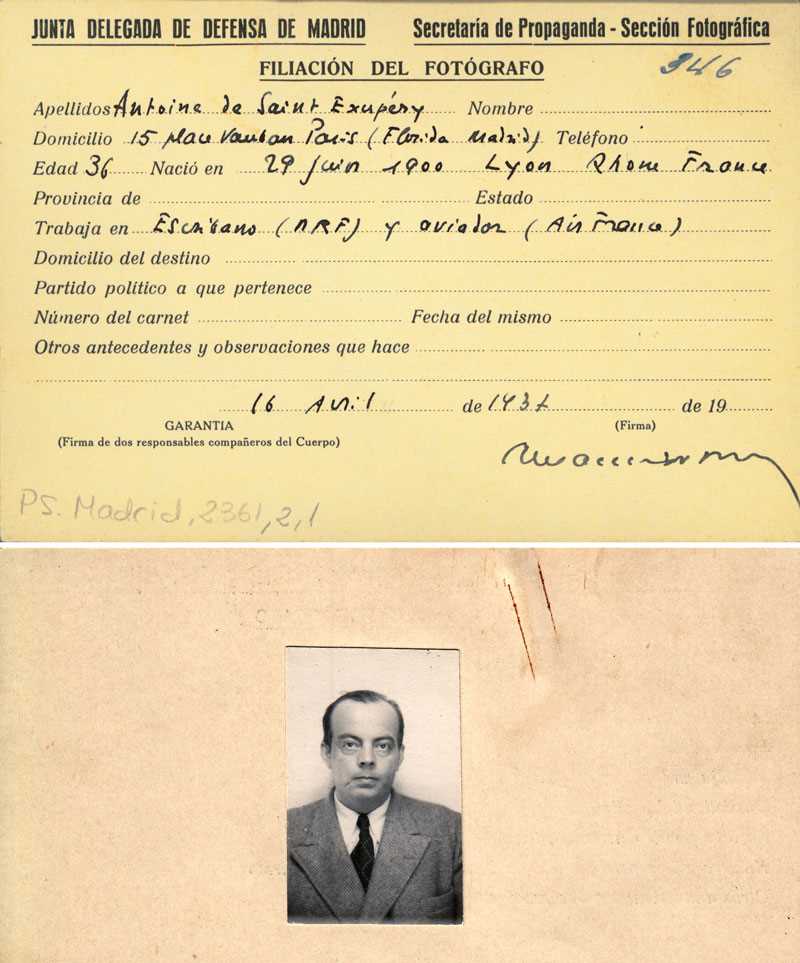 JUNTA DELEGADA DE DEFENSA DE MADRID Secretaría de Propaganda - Sección Fotográfica
946
FILIACIÓN DEL FOTÓGRAFO
Apellidos Antoine de Saint Exupéry Nombre
Domicilio 15 place Vauban Paris (Florida Madrid) Teléfono
Edad 36 Nació en 29 juin 1900 Lyon Rhone France
Provincia de Estado
Trabaja en Escribano (NRF) y aviador (Air France)
Domicilio del destino
Partido político a que pertenece
Número del carnet Fecha del mismo
Otros antecedentes y observaciones que hace
16 Avril de 1937 de 19
GARANTIA (Firma)
(Firma de dos responsables compañeros del Cuerpo)
PS. Madrid, 2361, 2, 1